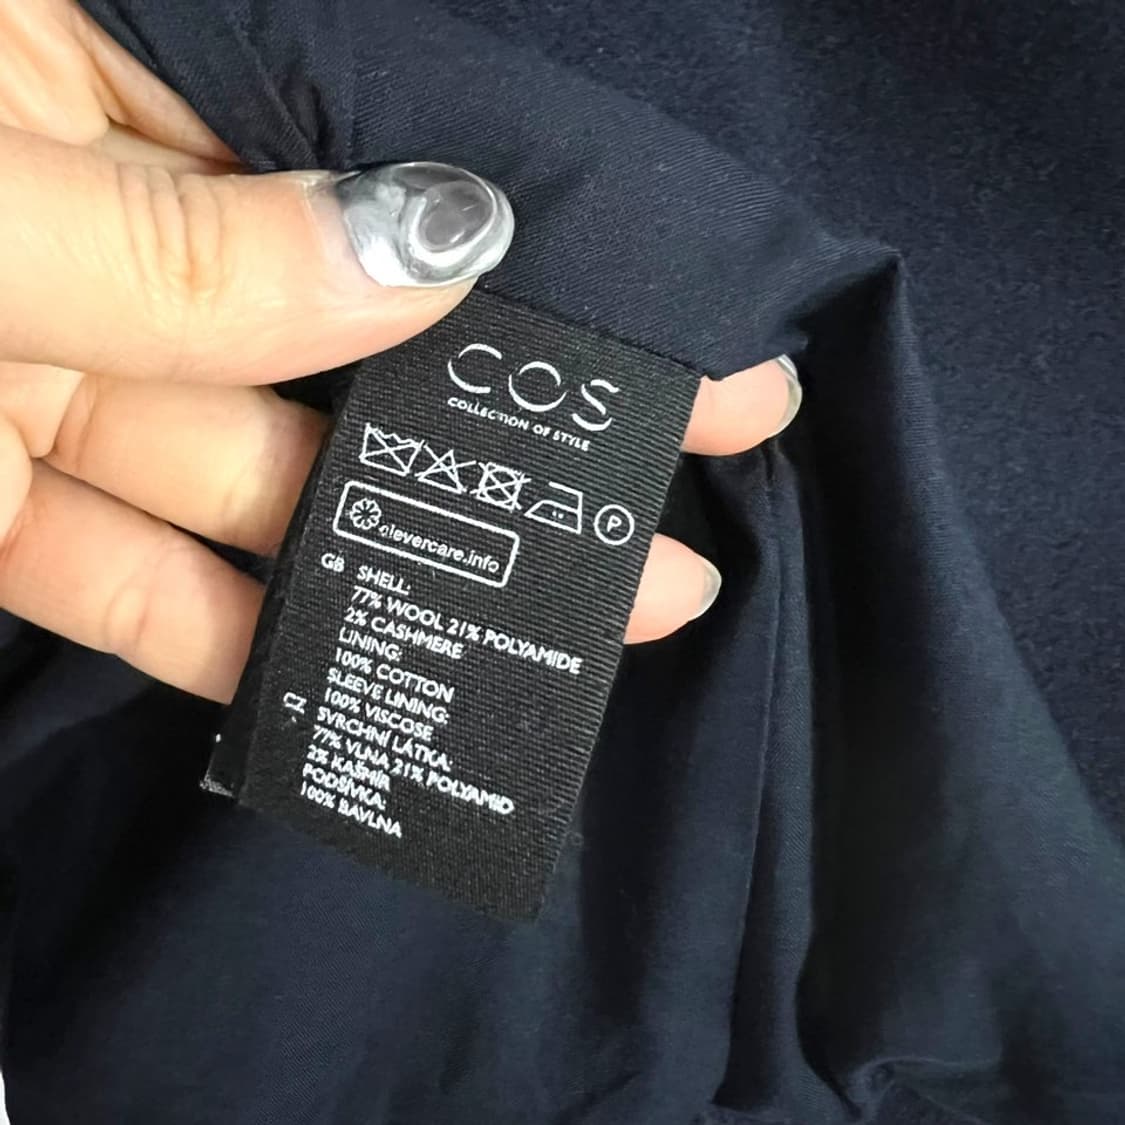 COS
COLLECTION OF STYLE
P
clevercare.info
GB SHELL:
77% WOOL 21% POLYAMIDE
2% CASHMERE
LINING:
100% COTTON
SLEEVE LINING:
100% VISCOSE
CZ SVRCHNÍ LÁTKA:
77% VLNA 21% POLYAMID
2% KAŠMÍR
PODŠÍVKA:
100% BAVLNA